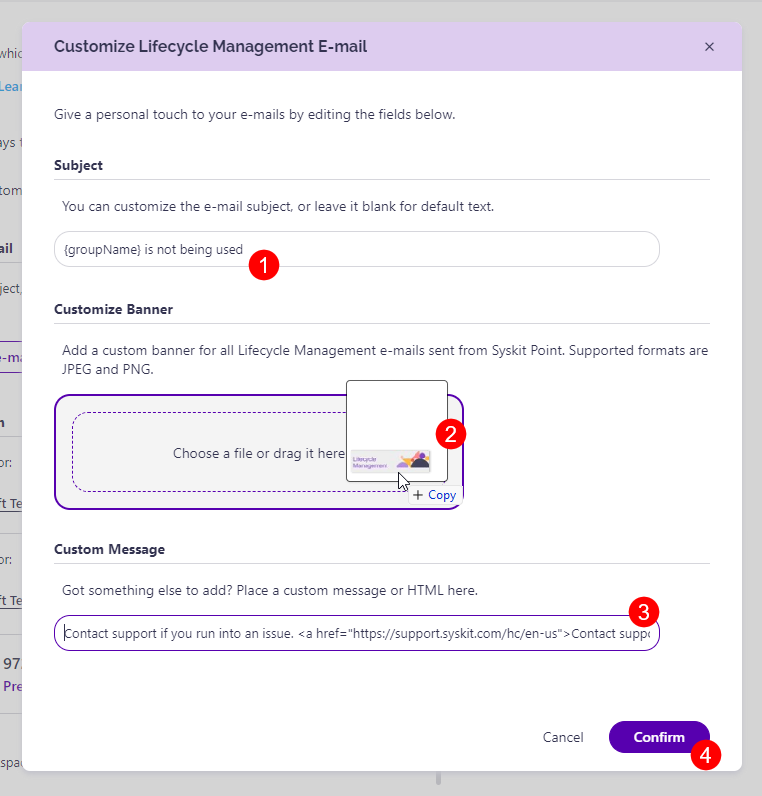 Customize Lifecycle Management E-mail
Give a personal touch to your e-mails by editing the fields below.
Subject
You can customize the e-mail subject, or leave it blank for default text.
{groupName} is not being used
1
Customize Banner
Add a custom banner for all Lifecycle Management e-mails sent from Syskit Point. Supported formats are
JPEG and PNG.
2
Choose a file or drag it here
Lifecycle
Management
+ Copy
Custom Message
Got something else to add? Place a custom message or HTML here.
3
Contact support if you run into an issue. <a href="https://support.syskit.com/hc/en-us">Contact suppo
Cancel
Confirm
4